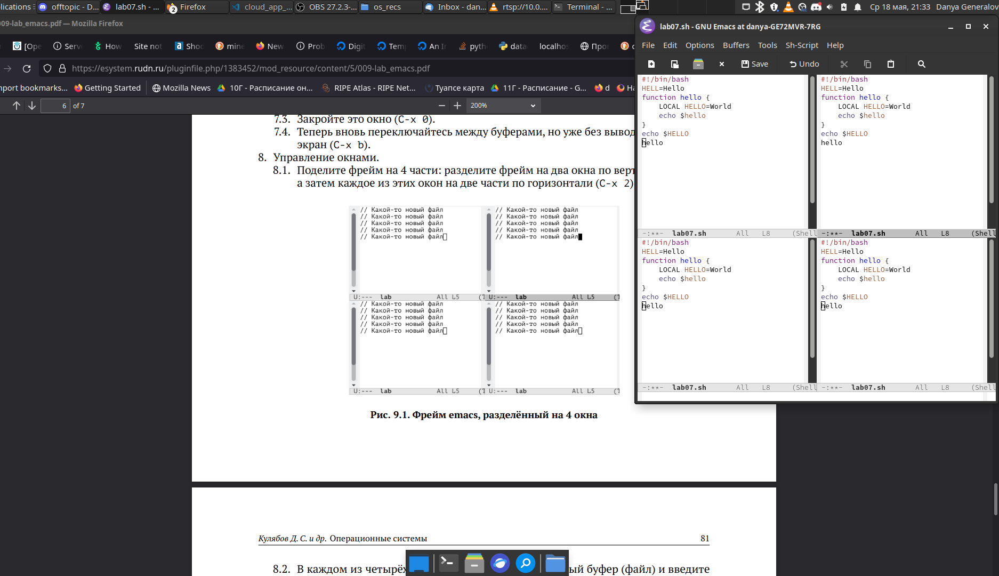 lications
offtopic - D...
lab07.sh - ...
2
Firefox
cloud_app_...
OBS 27.2.3-...
os_recs
Inbox - dan...
rtsp://10.0....
Terminal - ...
Ср 18 мая, 21:33
Danya Generalov
009-lab_emacs.pdf — Mozilla Firefox
[Ope
Serv
How
Site not
Shoc
mine
New
Prob
Digit
Tem
An I
pyth
data
localhos
Про
https://esystem.rudn.ru/pluginfile.php/1383452/mod_resource/content/5/009-lab_emacs.pdf
nport bookmarks...
Getting Started
Mozilla News
10Г - Расписание он...
RIPE Atlas - RIPE Net...
Туапсе карта
11Г - Расписание - G...
d
На
6
of 7
200%
7.3. Закройте это окно (C-x 0).
7.4. Теперь вновь переключайтесь между буферами, но уже без вывод
экран (C-x b).
8. Управление окнами.
8.1. Поделите фрейм на 4 части: разделите фрейм на два окна по верт
а затем каждое из этих окон на две части по горизонтали (C-x 2)
// Какой-то новый файл
// Какой-то новый файл
// Какой-то новый файл
// Какой-то новый файл
// Какой-то новый файл
U:--- lab All L5 (T
// Какой-то новый файл
// Какой-то новый файл
// Какой-то новый файл
// Какой-то новый файл
// Какой-то новый файл
U:--- lab All L5 (T
// Какой-то новый файл
// Какой-то новый файл
// Какой-то новый файл
// Какой-то новый файл
// Какой-то новый файл
U:--- lab All L5 (T
// Какой-то новый файл
// Какой-то новый файл
// Какой-то новый файл
// Какой-то новый файл
// Какой-то новый файл
U:--- lab All L5 (T
Рис. 9.1. Фрейм emacs, разделённый на 4 окна
Кулябов Д. С. и др. Операционные системы 81
8.2. В каждом из четырёх
ый буфер (файл) и введите
lab07.sh - GNU Emacs at danya-GE72MVR-7RG
File Edit Options Buffers Tools Sh-Script Help
Save
Undo
#!/bin/bash
HELL=Hello
function hello {
    LOCAL HELLO=World
    echo $hello
}
echo $HELLO
hello
-:**- lab07.sh All L8 (Shell
#!/bin/bash
HELL=Hello
function hello {
    LOCAL HELLO=World
    echo $hello
}
echo $HELLO
hello
-:**- lab07.sh All L8 (Shell
#!/bin/bash
HELL=Hello
function hello {
    LOCAL HELLO=World
    echo $hello
}
echo $HELLO
hello
-:**- lab07.sh All L8 (Shell
#!/bin/bash
HELL=Hello
function hello {
    LOCAL HELLO=World
    echo $hello
}
echo $HELLO
hello
-:**- lab07.sh All L8 (Shell